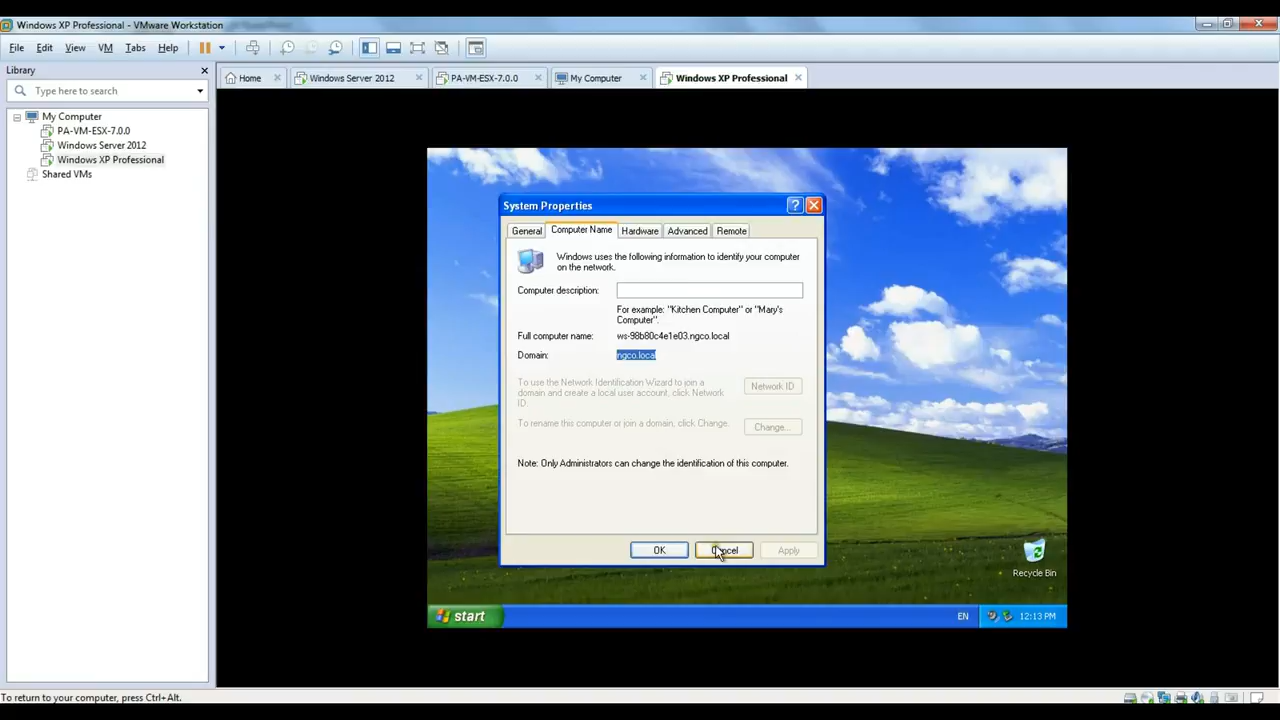 Windows XP Professional - VMware Workstation
File Edit View VM Tabs Help
Library
Type here to search
My Computer
PA-VM-ESX-7.0.0
Windows Server 2012
Windows XP Professional
Shared VMs
Home
Windows Server 2012
PA-VM-ESX-7.0.0
My Computer
Windows XP Professional
System Properties
General Computer Name Hardware Advanced Remote
Windows uses the following information to identify your computer
on the network.
Computer description:
For example: "Kitchen Computer" or "Mary's
Computer".
Full computer name: ws-98b80c4e1e03.ngco.local
Domain: ngco.local
To use the Network Identification Wizard to join a
domain and create a local user account, click Network
ID.
Network ID
To rename this computer or join a domain, click Change.
Change...
Note: Only Administrators can change the identification of this computer.
OK Cancel Apply
Recycle Bin
start
EN 12:13 PM
To return to your computer, press Ctrl+Alt.